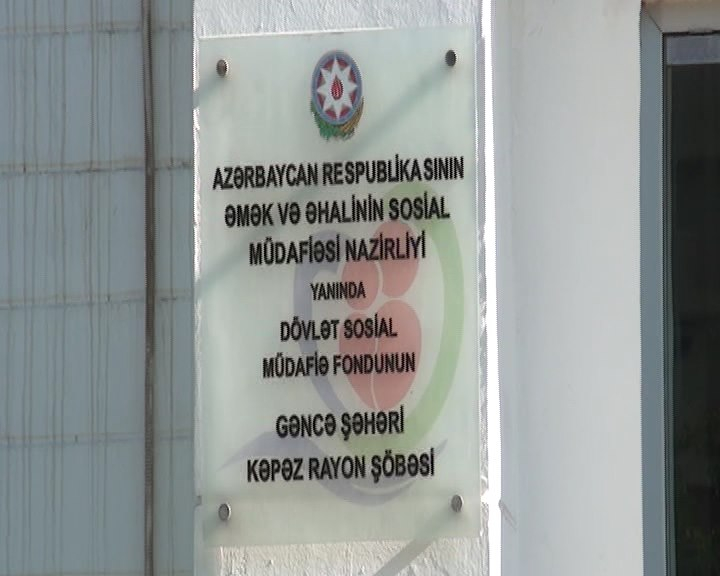 AZƏRBAYCAN RESPUBLİKASININ
ƏMƏK VƏ ƏHALİNİN SOSİAL
MÜDAFİƏSİ NAZİRLİYİ
YANINDA
DÖVLƏT SOSİAL
MÜDAFİƏ FONDUNUN
GƏNCƏ ŞƏHƏRİ
KƏPƏZ RAYON ŞÖBƏSİ